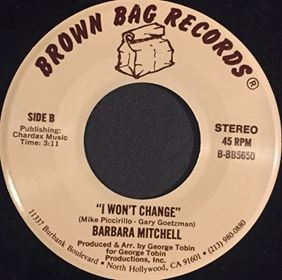 BROWN BAG RECORDS®
SIDE B
Publishing:
Chardax Music
Time: 3:11
STEREO
45 RPM
B-BB5650
"I WON'T CHANGE"
(Mike Piccirillo - Gary Goetzman)
BARBARA MITCHELL
Produced & Arr. by George Tobin
for George Tobin
Productions, Inc.
11337 Burbank Boulevard, North Hollywood, CA 91601 • (213) 980-0880